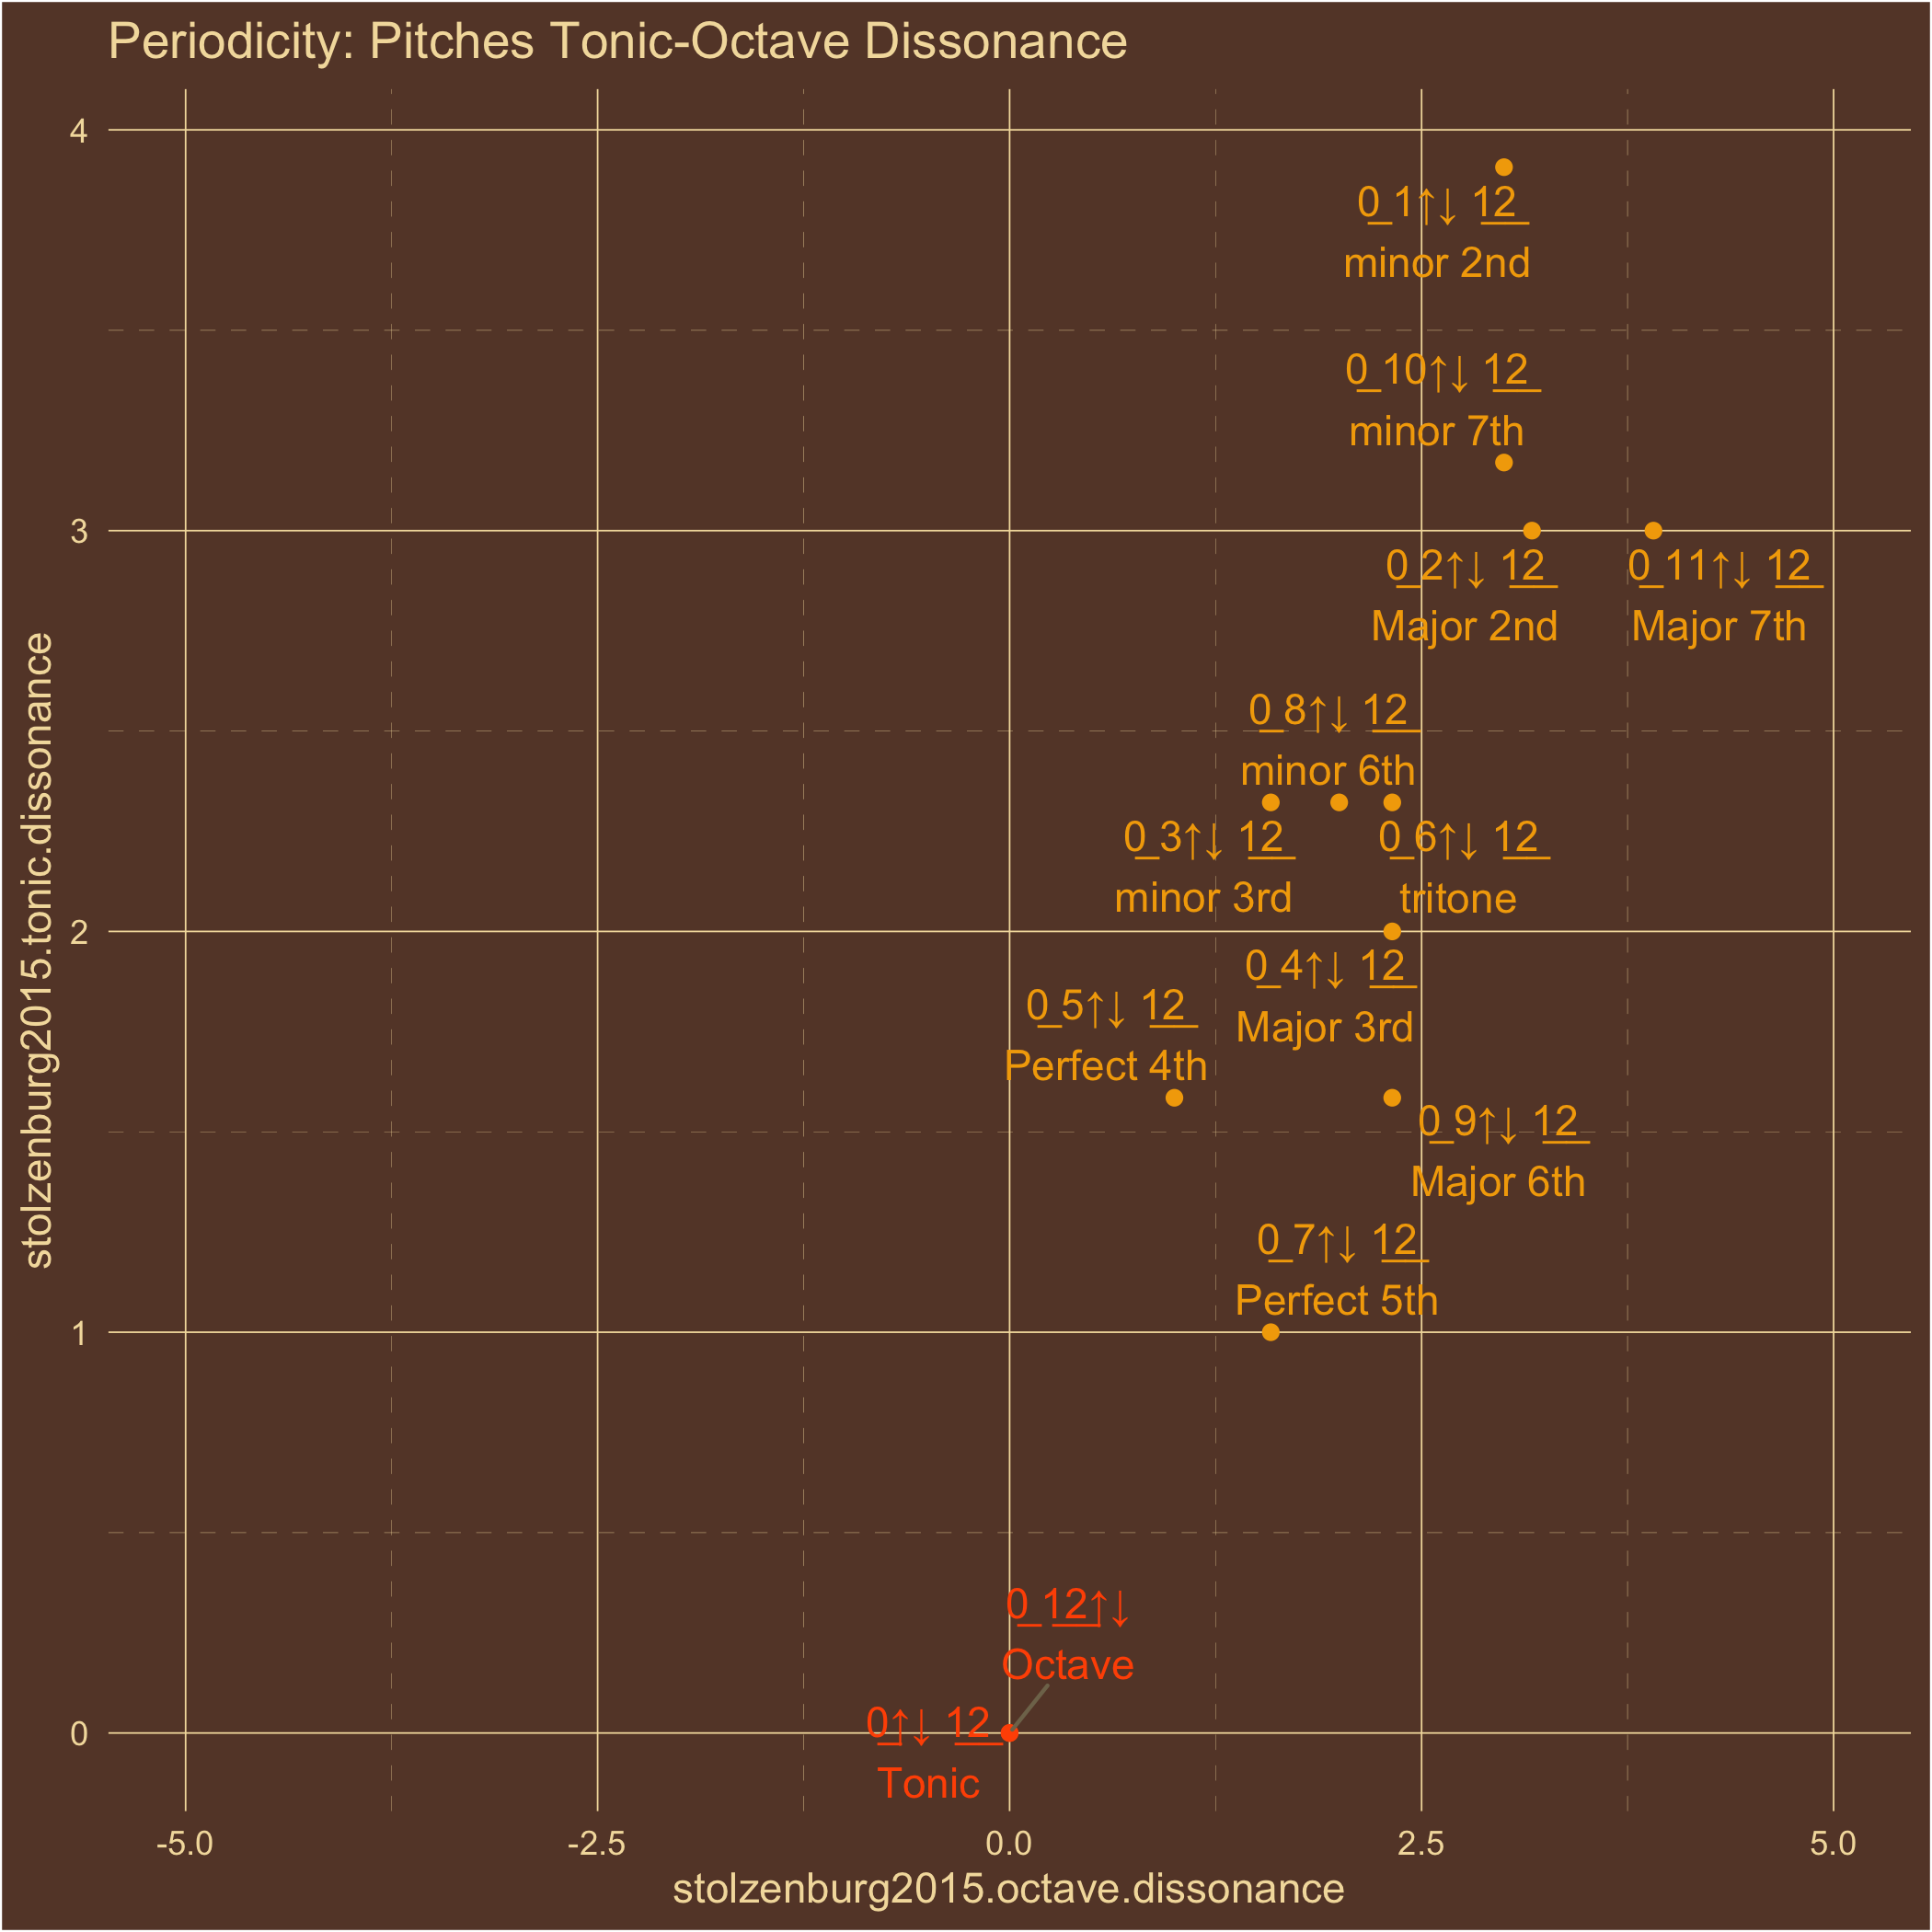 Periodicity: Pitches Tonic-Octave Dissonance
4
0 1↑↓ 12
minor 2nd
0 10↑↓ 12
minor 7th
3
0 2↑↓ 12
Major 2nd
0 11↑↓ 12
Major 7th
0 8↑↓ 12
minor 6th
0 3↑↓ 12
minor 3rd
0 6↑↓ 12
tritone
2
0 4↑↓ 12
Major 3rd
0 5↑↓ 12
Perfect 4th
0 9↑↓ 12
Major 6th
0 7↑↓ 12
Perfect 5th
1
0 12↑↓
Octave
0
0↑↓ 12
Tonic
stolzenburg2015.tonic.dissonance
-5.0
-2.5
0.0
2.5
5.0
stolzenburg2015.octave.dissonance